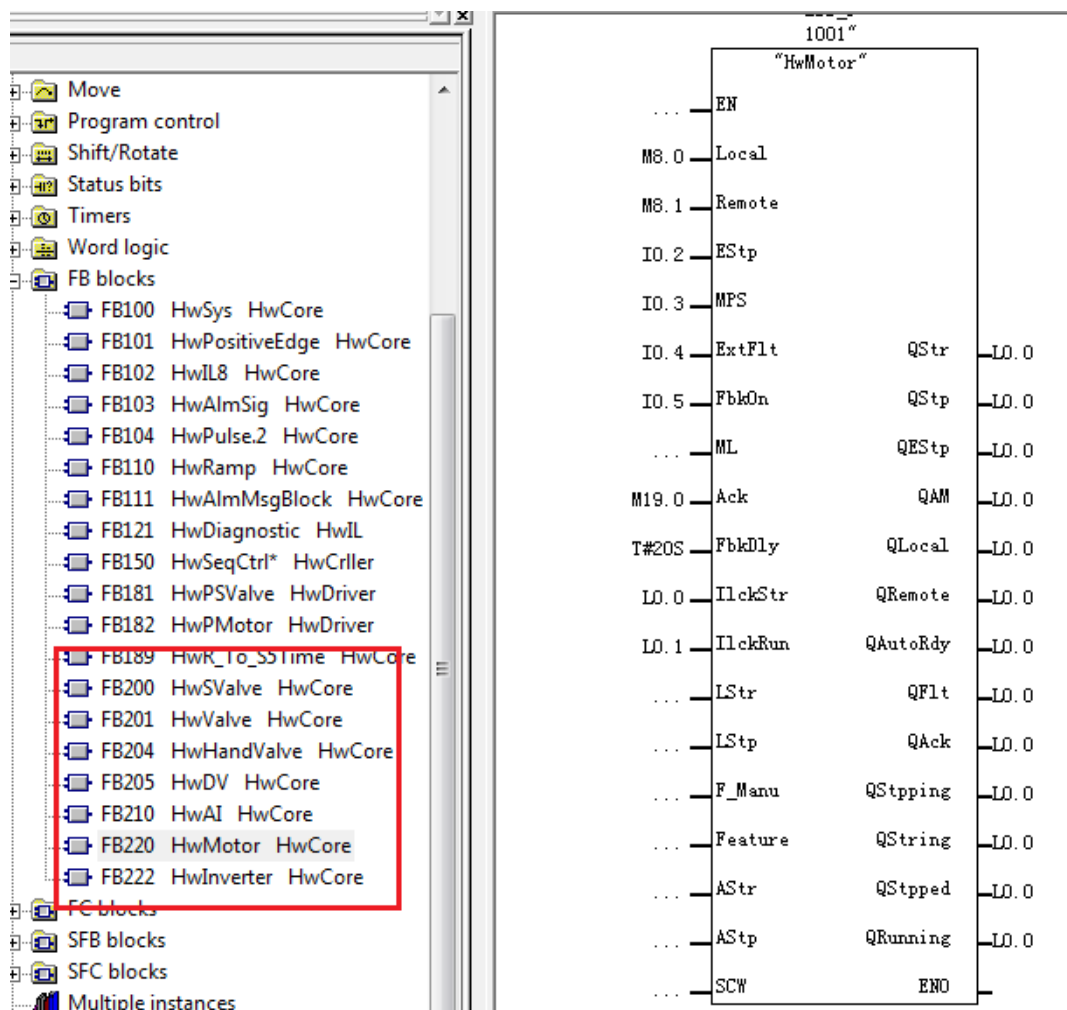 Move
Program control
Shift/Rotate
Status bits
Timers
Word logic
FB blocks
FB100 HwSys HwCore
FB101 HwPositiveEdge HwCore
FB102 HwIL8 HwCore
FB103 HwAlmSig HwCore
FB104 HwPulse.2 HwCore
FB110 HwRamp HwCore
FB111 HwAlmMsgBlock HwCore
FB121 HwDiagnostic HwIL
FB150 HwSeqCtrl* HwCrller
FB181 HwPSValve HwDriver
FB182 HwPMotor HwDriver
FB189 HwR_To_S5Time HwCore
FB200 HwSValve HwCore
FB201 HwValve HwCore
FB204 HwHandValve HwCore
FB205 HwDV HwCore
FB210 HwAI HwCore
FB220 HwMotor HwCore
FB222 HwInverter HwCore
FC blocks
SFB blocks
SFC blocks
Multiple instances
1001"
"HwMotor"
... EN
M8.0 Local
M8.1 Remote
I0.2 EStp
I0.3 MPS
I0.4 ExtFlt QStr L0.0
I0.5 FbkOn QStp L0.0
... ML QEStp L0.0
M19.0 Ack QAM L0.0
T#20S FbkDly QLocal L0.0
L0.0 IlckStr QRemote L0.0
L0.1 IlckRun QAutoRdy L0.0
... LStr QFlt L0.0
... LStp QAck L0.0
... F_Manu QStpping L0.0
... Feature QString L0.0
... AStr QStpped L0.0
... AStp QRunning L0.0
... SCW ENO